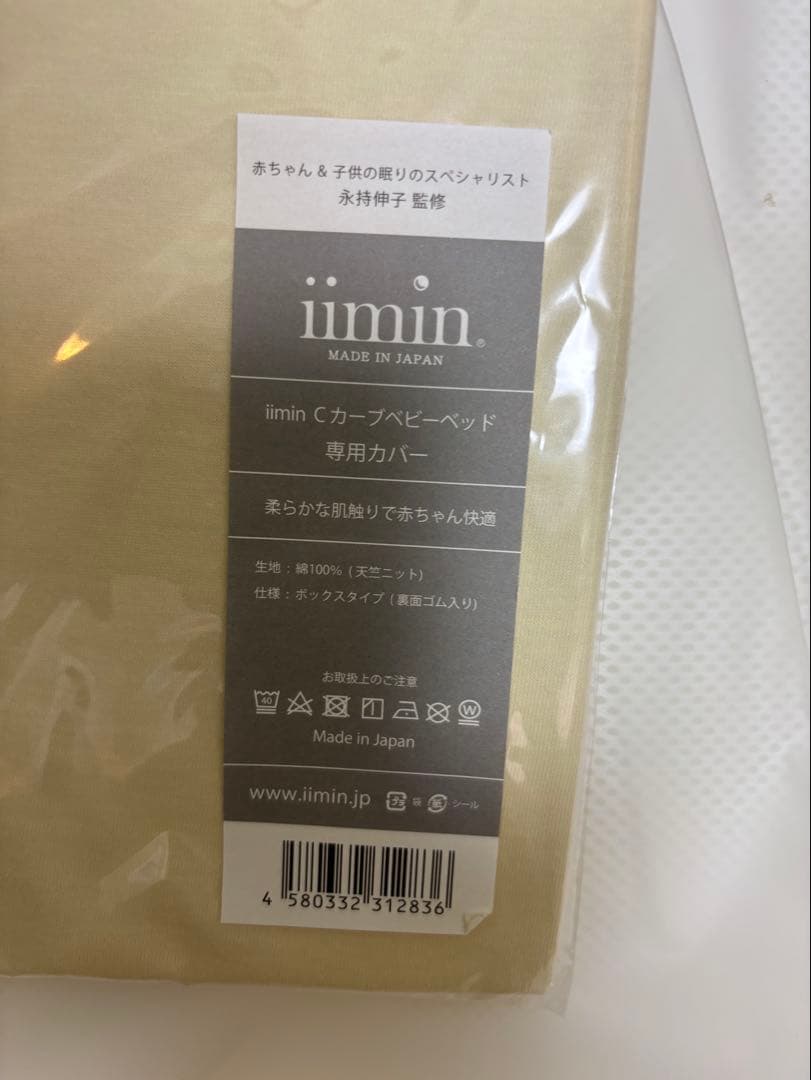 赤ちゃん & 子供の眠りのスペシャリスト
永持伸子 監修
iimin®
MADE IN JAPAN
iimin Cカーブベビーベッド
専用カバー
柔らかな肌触りで赤ちゃん快適
生地：綿100%（天竺ニット）
仕様：ボックスタイプ（裏面ゴム入り）
お取扱上のご注意
40 W
Made in Japan
www.iimin.jp プラ 袋 紙 シール
4 580332 312836